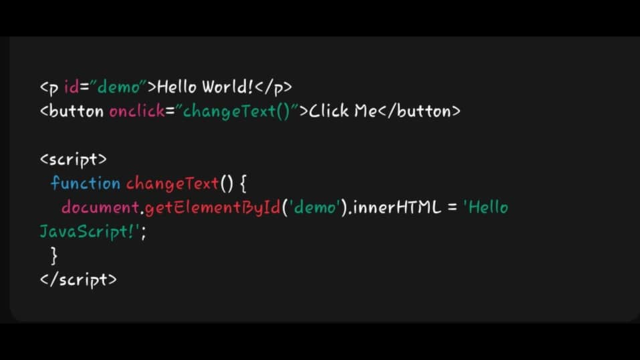 <p id="demo">Hello World!</p>
<button onclick="changeText()">Click Me</button>
<script>
function changeText() {
document.getElementById('demo').innerHTML = 'Hello
JavaScript!';
}
</script>